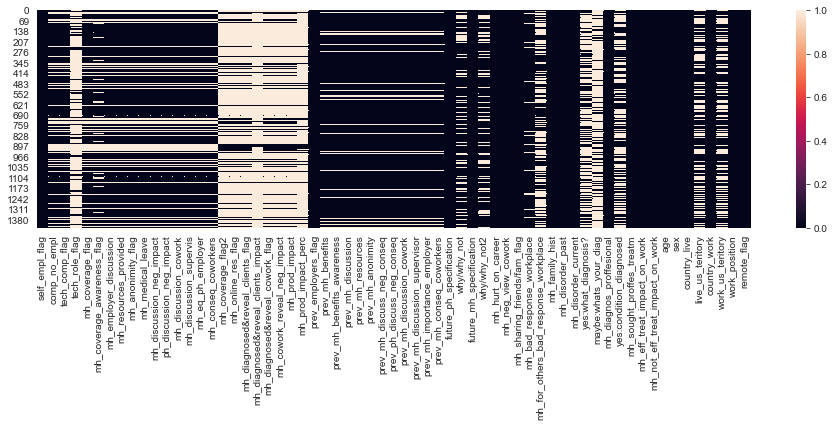 0
69
138
207
276
345
414
483
552
621
690
759
828
897
966
1035
1104
1173
1242
1311
1380
1.0
0.8
0.6
0.4
0.2
0.0
self_empl_flag
comp_no_empl
tech_comp_flag
tech_role_flag
mh_coverage_flag
mh_coverage_awareness_flag
mh_employer_discussion
mh_resources_provided
mh_anonimity_flag
mh_medical_leave
mh_discussion_neg_impact
ph_discussion_neg_impact
mh_discussion_cowork
mh_discussion_supervis
mh_eq_ph_employer
mh_conseq_coworkers
mh_coverage_flag2
mh_online_res_flag
mh_diagnosed&reveal_clients_flag
mh_diagnosed&reveal_clients_impact
mh_diagnosed&reveal_cowork_flag
mh_cowork_reveal_neg_impact
mh_prod_impact
mh_prod_impact_perc
prev_employers_flag
prev_mh_benefits
prev_mh_benefits_awareness
prev_mh_discussion
prev_mh_resources
prev_mh_anonimity
prev_mh_discuss_neg_conseq
prev_ph_discuss_neg_conseq
prev_mh_discussion_cowork
prev_mh_discussion_supervisor
prev_mh_importance_employer
prev_mh_conseq_coworkers
future_ph_specification
why/why_not
future_mh_specification
why/why_not2
mh_hurt_on_career
mh_neg_view_cowork
mh_sharing_friends/fam_flag
mh_bad_response_workplace
mh_for_others_bad_response_workplace
mh_family_hist
mh_disorder_past
mh_disorder_current
yes:what_diagnosis?
maybe:whats_your_diag
mh_diagnos_proffesional
yes:condition_diagnosed
mh_sought_proffes_treatm
mh_eff_treat_impact_on_work
mh_not_eff_treat_impact_on_work
age
sex
country_live
live_us_teritory
country_work
work_us_teritory
work_position
remote_flag